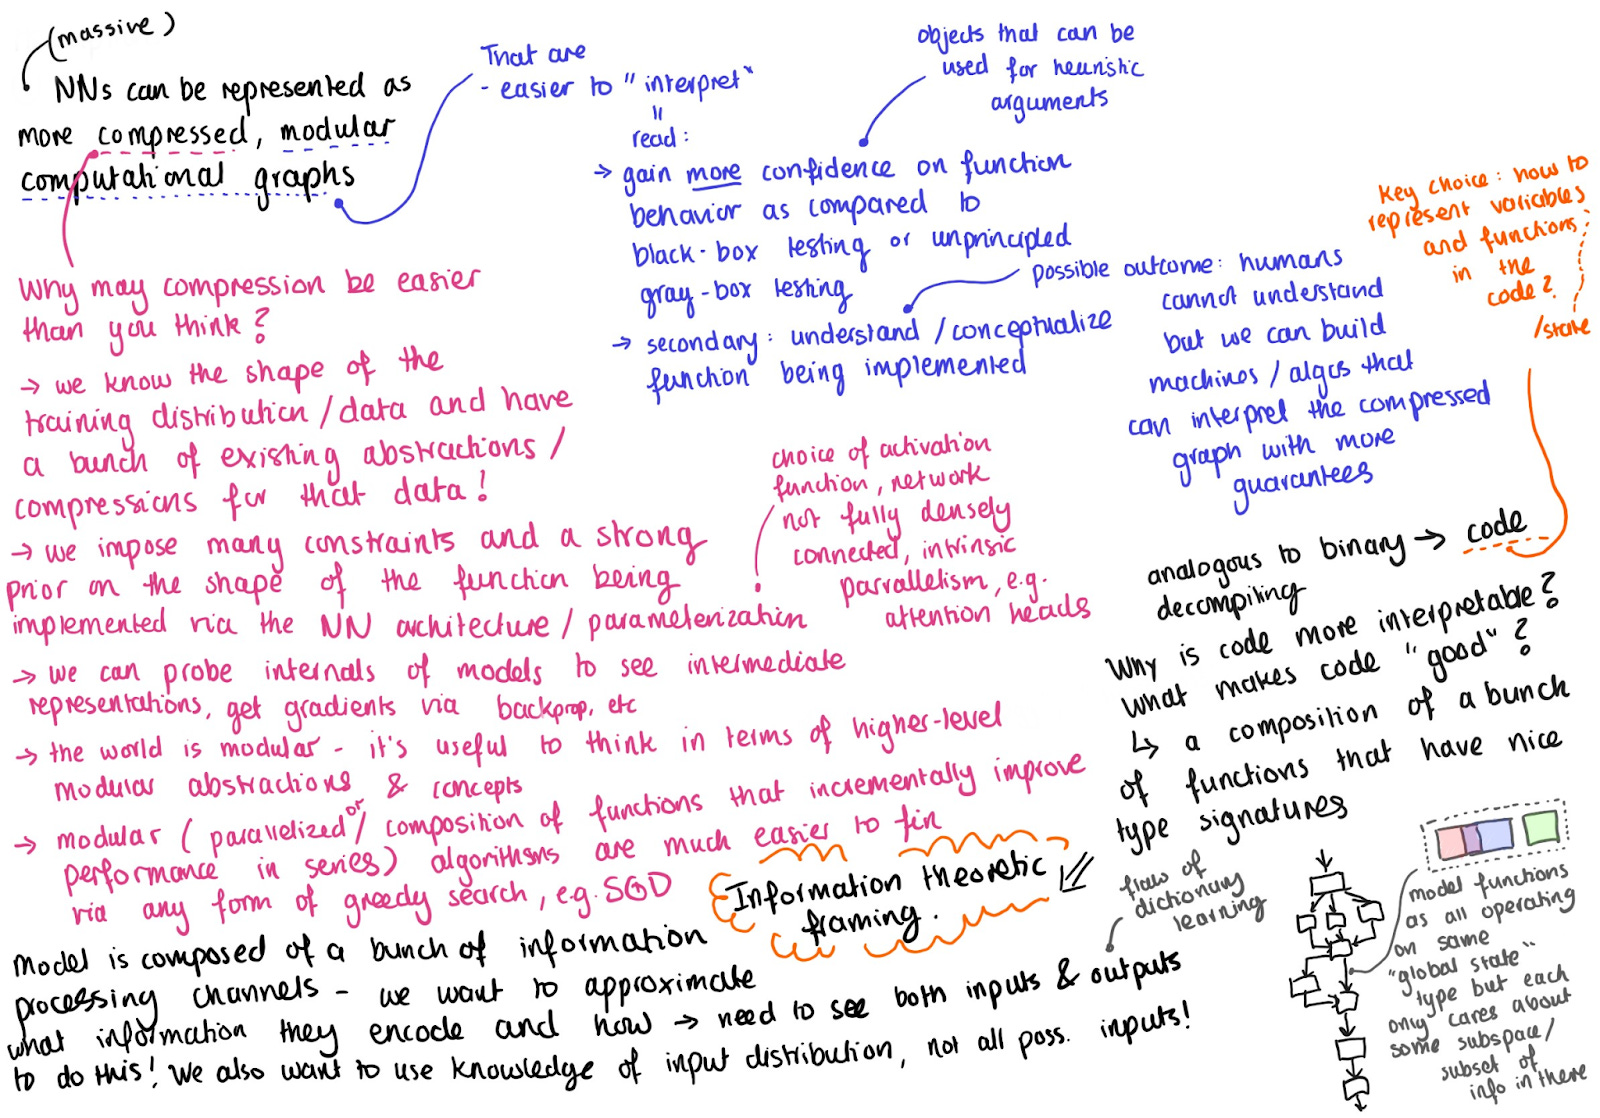 (massive)
NNs can be represented as
more compressed, modular
computational graphs
That are
- easier to "interpret"
=
read:
objects that can be
used for heuristic
arguments
→ gain more confidence on function
behavior as compared to
black-box testing or unprincipled
gray-box testing
→ secondary: understand / conceptualize
function being implemented
possible outcome: humans
cannot understand
but we can build
machines / algos that
can interpret the compressed
graph with more
guarantees
Key choice: how to
represent variables
and functions
in the
code?
/state
Why may compression be easier
than you think?
→ we know the shape of the
training distribution / data and have
a bunch of existing abstractions /
compressions for that data!
→ we impose many constraints and a strong
prior on the shape of the function being
implemented via the NN architecture / parameterization
choice of activation
function, network
not fully densely
connected, intrinsic
parrallelism, e.g.
attention heads
→ we can probe internals of models to see intermediate
representations, get gradients via backprop, etc
→ the world is modular - it's useful to think in terms of higher-level
modular abstractions & concepts
→ modular (parallelized or / composition of functions that incrementally improve
performance in series) algorithms are much easier to find
via any form of greedy search, e.g. SGD
analogous to binary → code
decompiling
Why is code more interpretable?
What makes code "good"?
↳ a composition of a bunch
of functions that have nice
type signatures
Information theoretic
framing.
Model is composed of a bunch of information
processing channels - we want to approximate
what information they encode and how → need to see both inputs & outputs
to do this! We also want to use knowledge of input distribution, not all poss. inputs!
flaw of
dictionary
learning
model functions
as all operating
on same
"global state"
type but each
only cares about
some subspace /
subset of
info in there